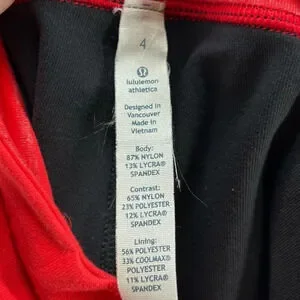 4
lululemon
athletica
Designed in
Vancouver
Made in
Vietnam
Body:
87% NYLON
13% LYCRA®
SPANDEX
Contrast:
65% NYLON
23% POLYESTER
12% LYCRA®
SPANDEX
Lining:
56% POLYESTER
33% COOLMAX®
POLYESTER
11% LYCRA®
SPANDEX